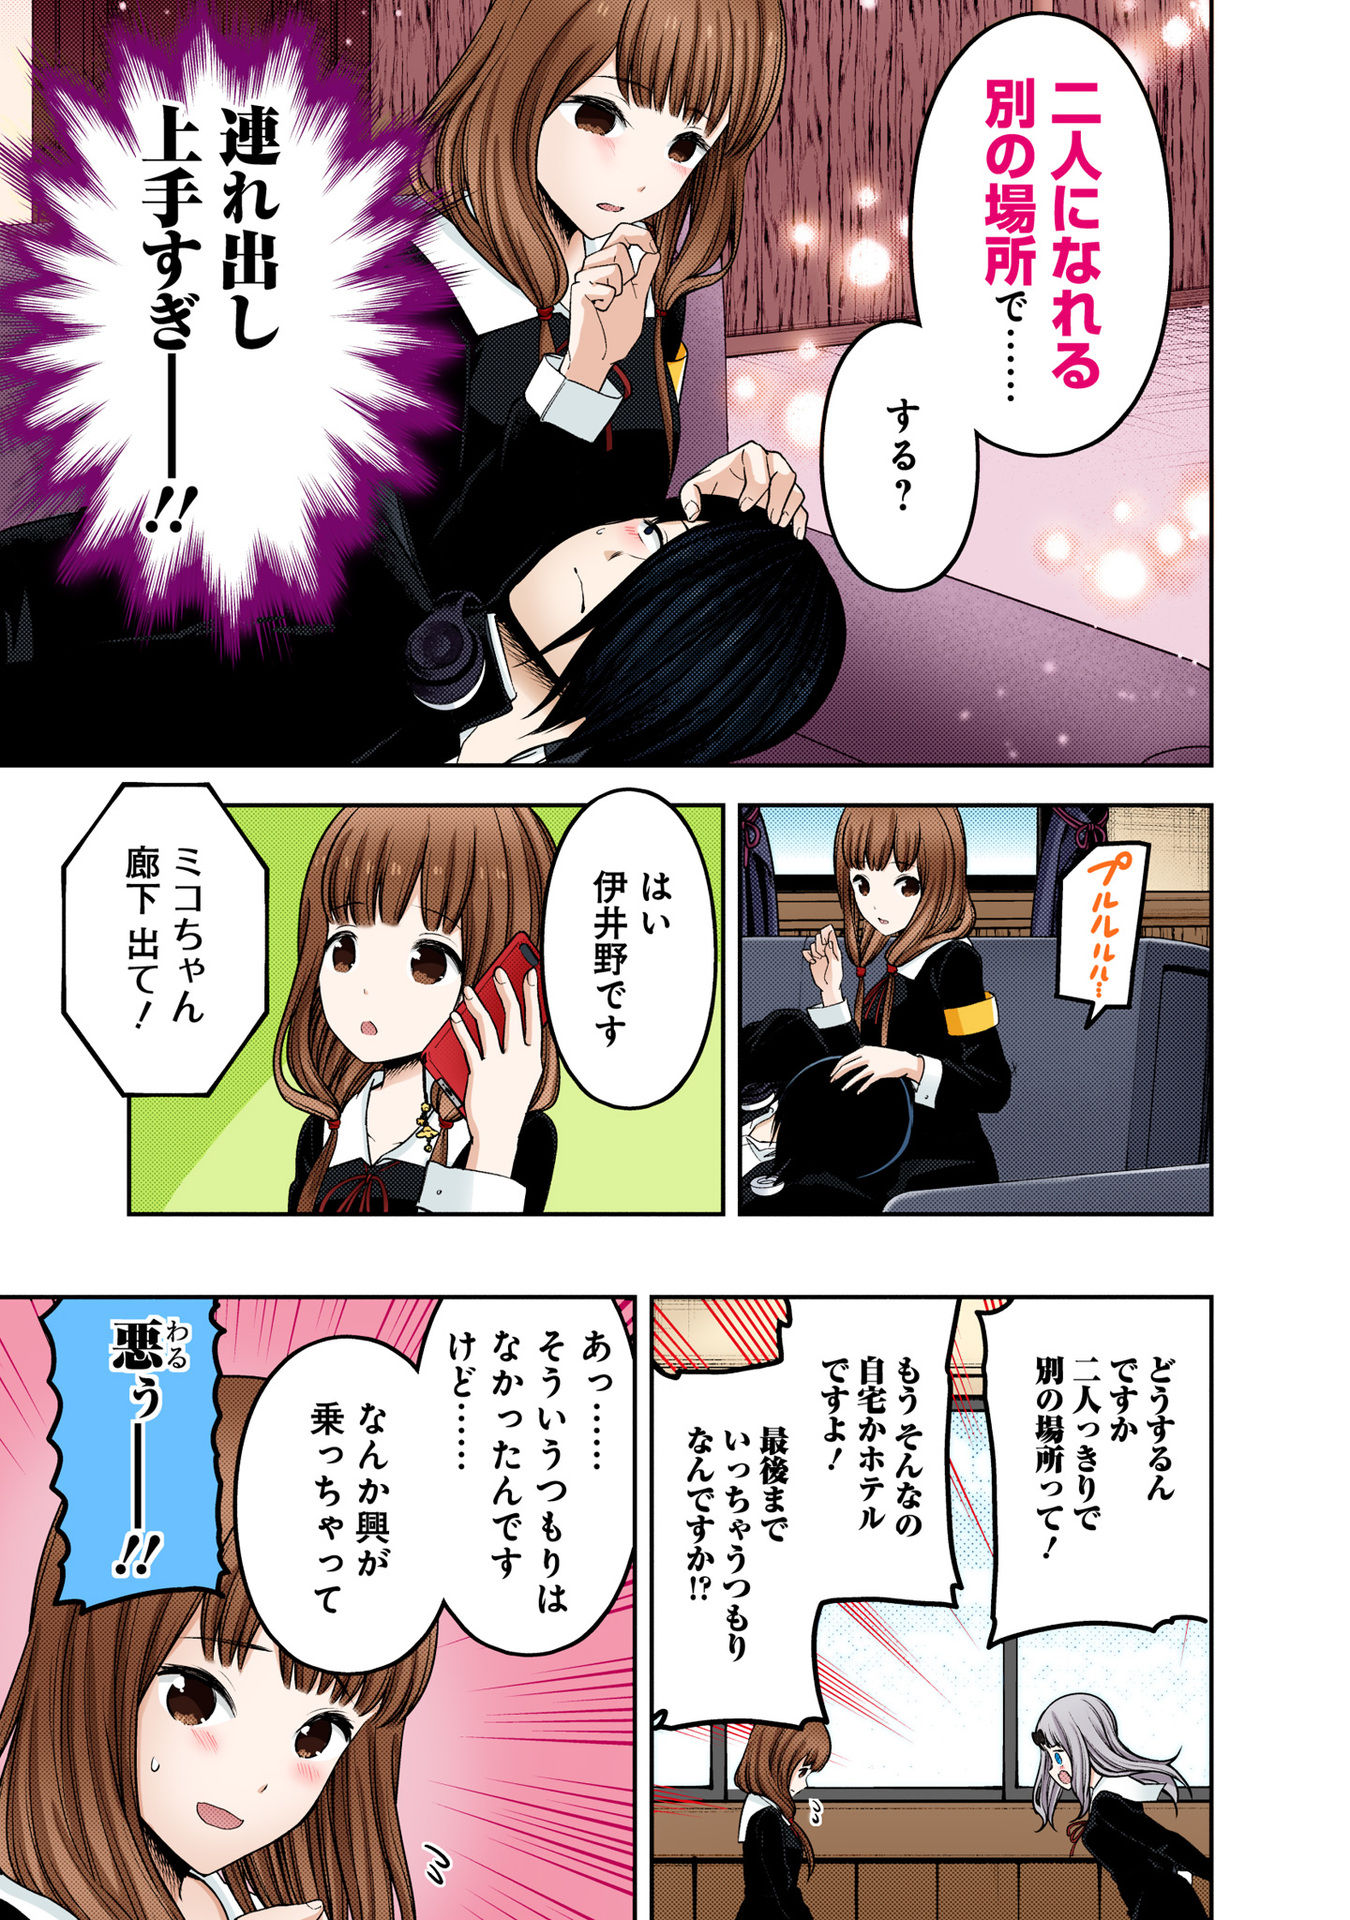 二人になれる
別の場所で……
する？
連れ出し
上手すぎ――!!
プルルルル…
はい
伊井野です
ミコちゃん
廊下 出て！
どうするん
ですか
二人っきりで
別の場所って！
もうそんなの
自宅かホテル
ですよ！
最後まで
いっちゃうつもり
なんですか!?
あっ……
そういうつもりは
なかったんです
けど……
なんか興が
乗っちゃって
悪ぅ――!!
わる